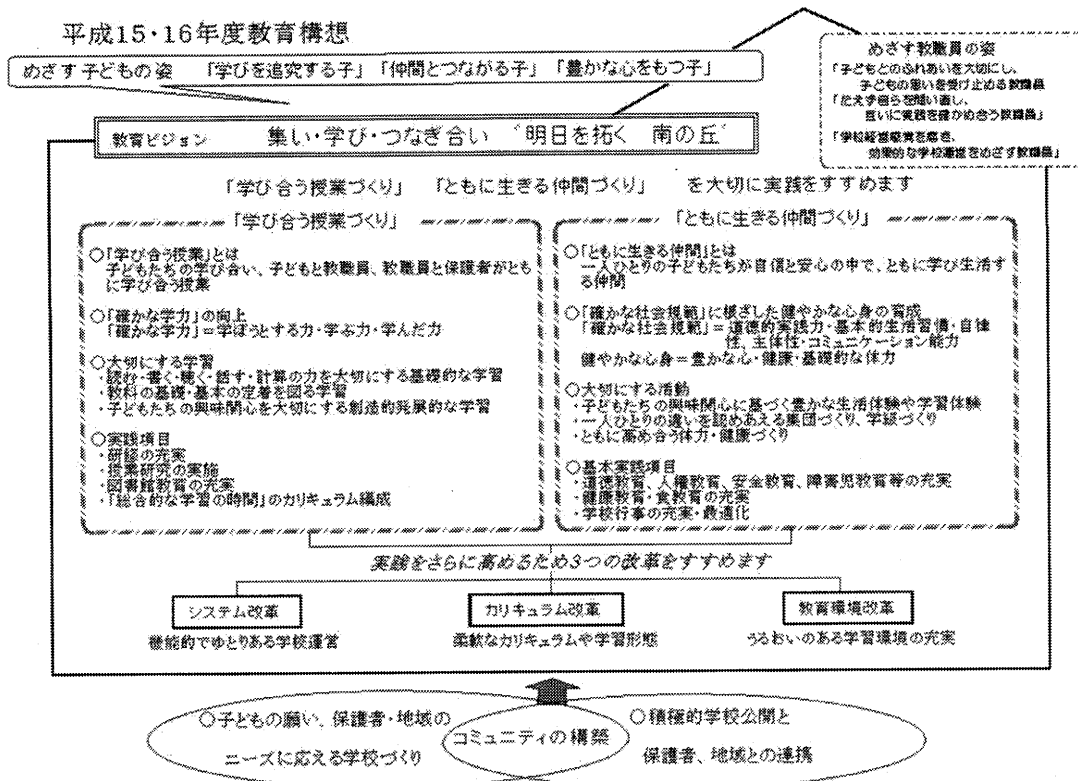 平成15・16年度教育構想
めざす子どもの姿　「学びを追究する子」「仲間とつながる子」「豊かな心をもつ子」
めざす教職員の姿
「子どもとのふれあいを大切にし、
子どもの思いを受け止める教職員
「たえず自らを問い直し、
互いに実践を確かめ合う教職員」
「学校経営感覚を磨き、
効果的な学校運営をめざす教職員」
教育ビジョン　集い・学び・つなぎ合い　“明日を拓く　南の丘”
「学び合う授業づくり」　「ともに生きる仲間づくり」　を大切に実践をすすめます
「学び合う授業づくり」
○「学び合う授業」とは
子どもたちの学び合い、子どもと教職員、教職員と保護者がとも
に学び合う授業
○「確かな学力」の向上
「確かな学力」＝学ぼうとする力・学ぶ力・学んだ力
○大切にする学習
・読む・書く・聴く・話す・計算の力を大切にする基礎的な学習
・教科の基礎・基本の定着を図る学習
・子どもたちの興味関心を大切にする創造的発展的な学習
○実践項目
・研修の充実
・授業研究の実施
・図書館教育の充実
・「総合的な学習の時間」のカリキュラム編成
「ともに生きる仲間づくり」
○「ともに生きる仲間」とは
一人ひとりの子どもたちが自信と安心の中で、ともに学び生活す
る仲間
○「確かな社会規範」に根ざした健やかな心身の育成
「確かな社会規範」＝道徳的実践力・基本的生活習慣・自律
性、主体性・コミュニケーション能力
健やかな心身＝豊かな心・健康・基礎的な体力
○大切にする活動
・子どもたちの興味関心に基づく豊かな生活体験や学習体験
・一人ひとりの違いを認めあえる集団づくり、学級づくり
・ともに高め合う体力・健康づくり
○基本実践項目
・道徳教育、人権教育、安全教育、障害児教育等の充実
・健康教育・食教育の充実
・学校行事の充実・最適化
実践をさらに高めるため3つの改革をすすめます
システム改革
機能的でゆとりある学校運営
カリキュラム改革
柔軟なカリキュラムや学習形態
教育環境改革
うるおいのある学習環境の充実
○子どもの願い、保護者・地域の
ニーズに応える学校づくり
コミュニティの構築
○積極的学校公開と
保護者、地域との連携